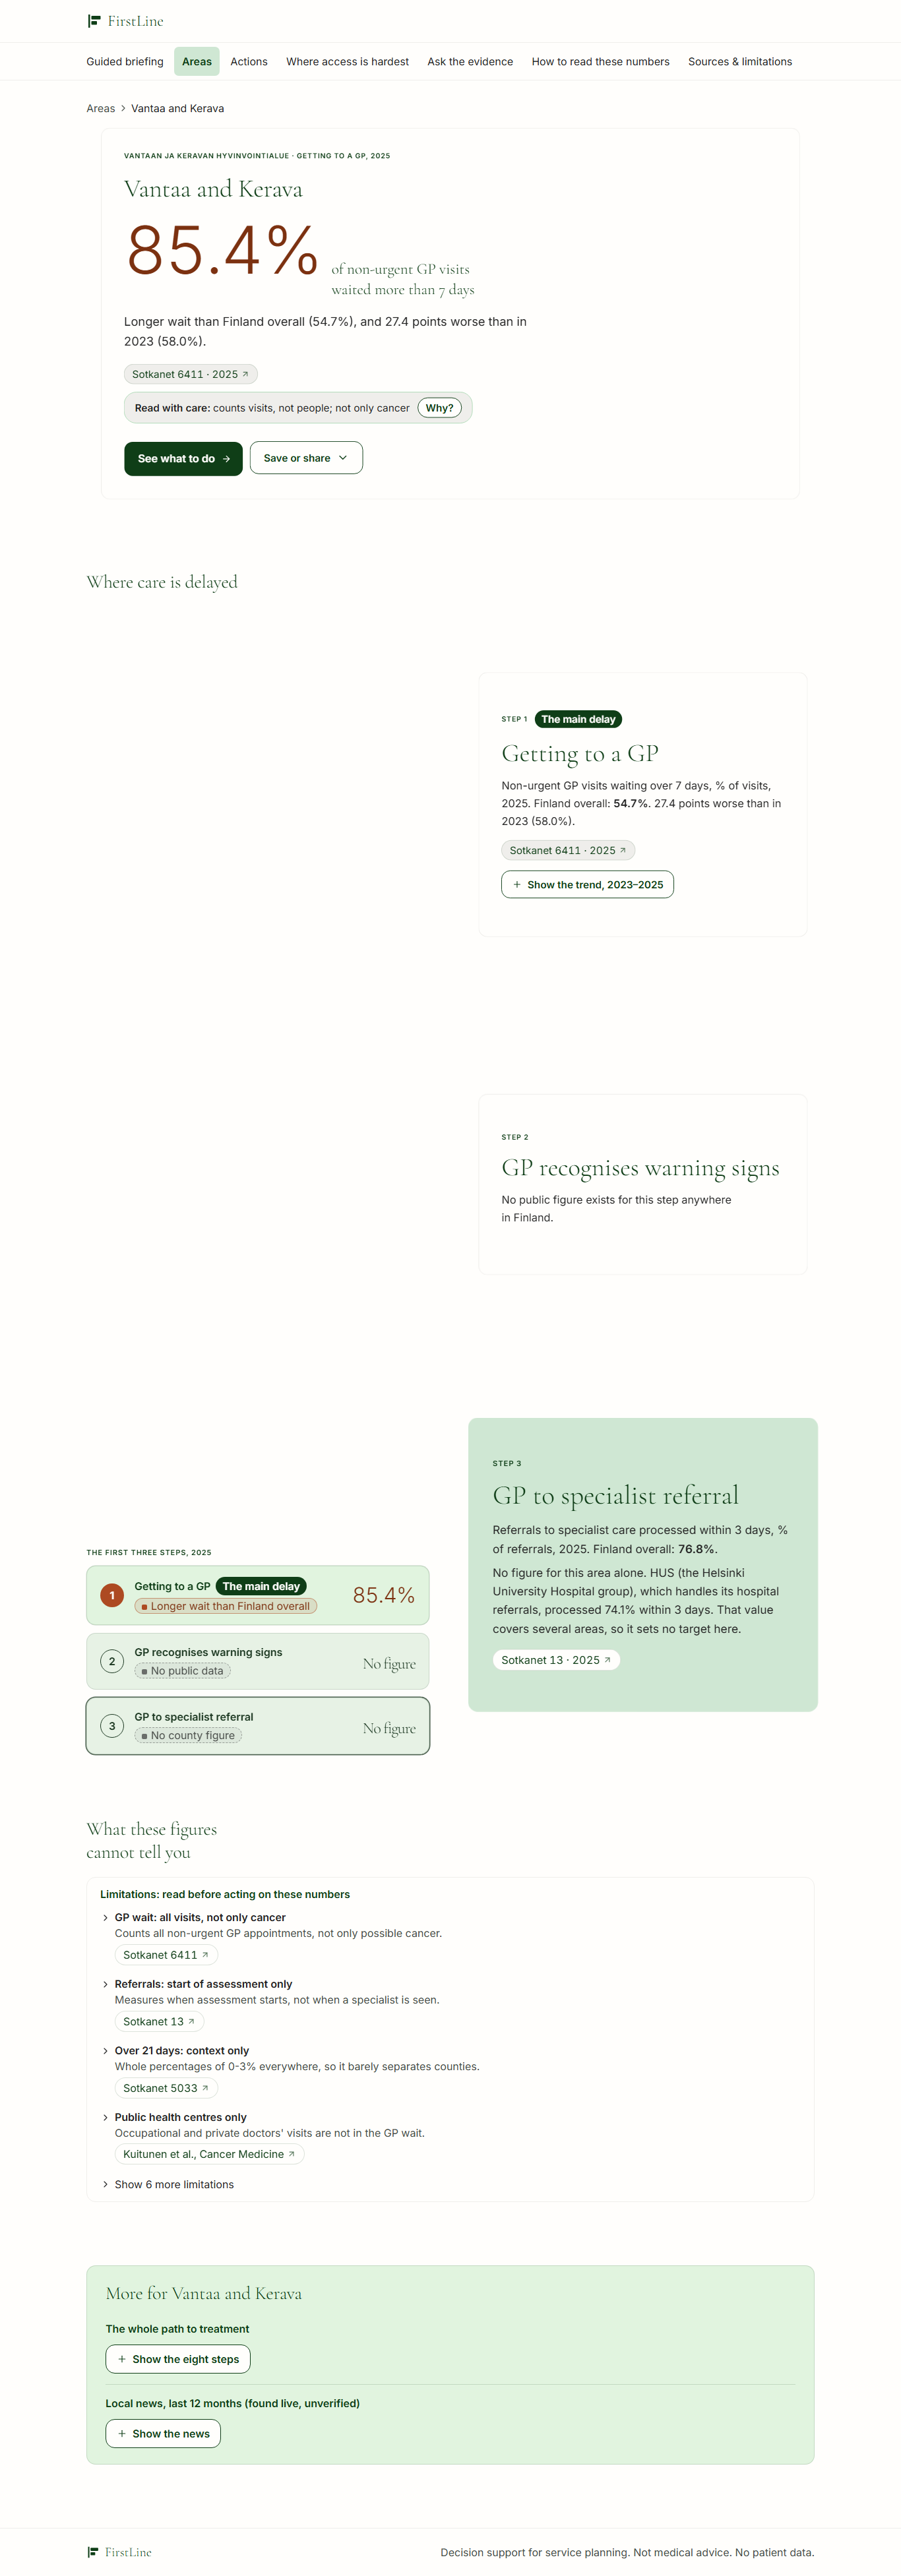 FirstLine
Guided briefing Areas Actions Where access is hardest Ask the evidence How to read these numbers Sources & limitations
Areas > Vantaa and Kerava
VANTAAN JA KERAVAN HYVINVOINTIALUE · GETTING TO A GP, 2025
Vantaa and Kerava
85.4% of non-urgent GP visits
waited more than 7 days
Longer wait than Finland overall (54.7%), and 27.4 points worse than in
2023 (58.0%).
Sotkanet 6411 · 2025 ↗
Read with care: counts visits, not people; not only cancer Why?
See what to do → Save or share
Where care is delayed
STEP 1 The main delay
Getting to a GP
Non-urgent GP visits waiting over 7 days, % of visits,
2025. Finland overall: 54.7%. 27.4 points worse than in
2023 (58.0%).
Sotkanet 6411 · 2025 ↗
+ Show the trend, 2023–2025
STEP 2
GP recognises warning signs
No public figure exists for this step anywhere
in Finland.
STEP 3
GP to specialist referral
Referrals to specialist care processed within 3 days, %
of referrals, 2025. Finland overall: 76.8%.
No figure for this area alone. HUS (the Helsinki
University Hospital group), which handles its hospital
referrals, processed 74.1% within 3 days. That value
covers several areas, so it sets no target here.
Sotkanet 13 · 2025 ↗
THE FIRST THREE STEPS, 2025
1 Getting to a GP The main delay
Longer wait than Finland overall
85.4%
2 GP recognises warning signs
No public data
No figure
3 GP to specialist referral
No county figure
No figure
What these figures
cannot tell you
Limitations: read before acting on these numbers
GP wait: all visits, not only cancer
Counts all non-urgent GP appointments, not only possible cancer.
Sotkanet 6411 ↗
Referrals: start of assessment only
Measures when assessment starts, not when a specialist is seen.
Sotkanet 13 ↗
Over 21 days: context only
Whole percentages of 0-3% everywhere, so it barely separates counties.
Sotkanet 5033 ↗
Public health centres only
Occupational and private doctors' visits are not in the GP wait.
Kuitunen et al., Cancer Medicine ↗
Show 6 more limitations
More for Vantaa and Kerava
The whole path to treatment
+ Show the eight steps
Local news, last 12 months (found live, unverified)
+ Show the news
FirstLine
Decision support for service planning. Not medical advice. No patient data.